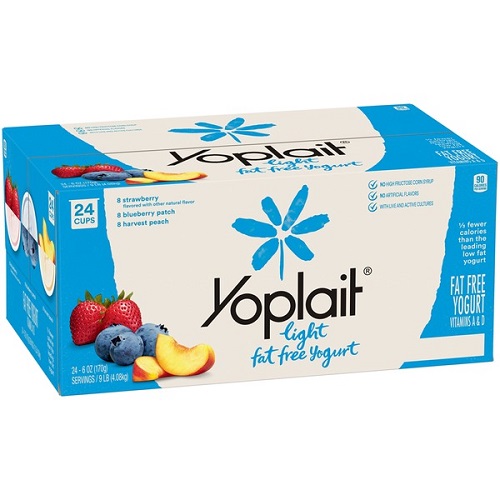 Yoplait
light
fat free Yogurt
FAT FREE
YOGURT
24
CUPS
8 strawberry
flavored with other natural flavor
8 blueberry patch
8 harvest peach
NO HIGH FRUCTOSE CORN SYRUP
NO ARTIFICIAL FLAVORS
WITH LIVE AND ACTIVE CULTURES
90
CALORIES
⅓ fewer
calories
than the
leading
low fat
yogurt
Yoplait®
light
fat free Yogurt
FAT FREE
YOGURT
VITAMINS A & D
24 - 6 OZ (170g)
SERVINGS / 9 LB (4.08kg)